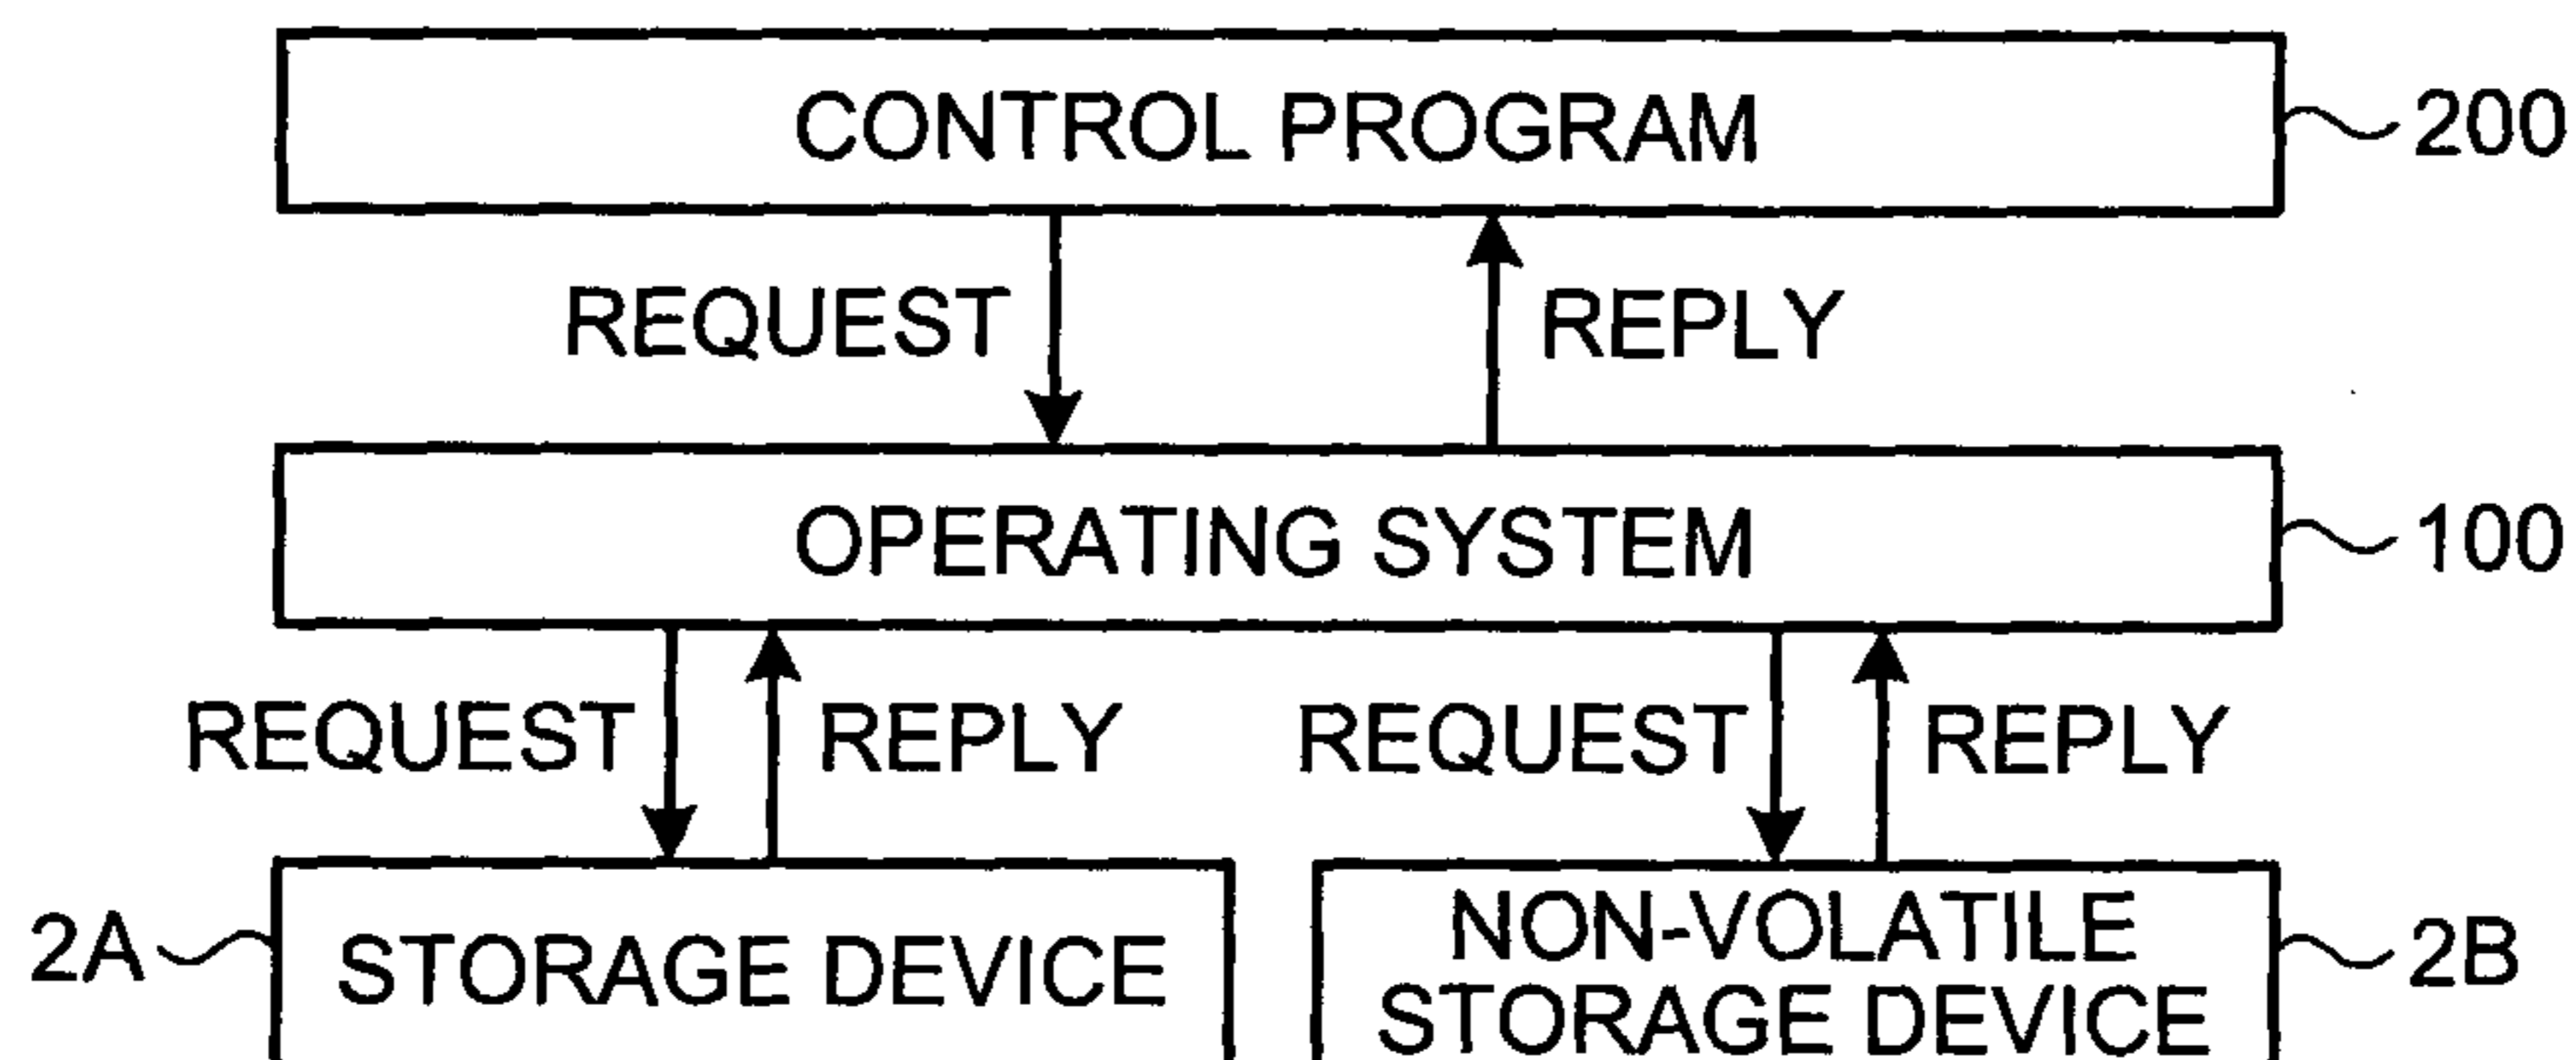 CONTROL PROGRAM
200
REQUEST
REPLY
OPERATING SYSTEM
100
REQUEST
REPLY
REQUEST
REPLY
2A
STORAGE DEVICE
NON-VOLATILE
STORAGE DEVICE
2B